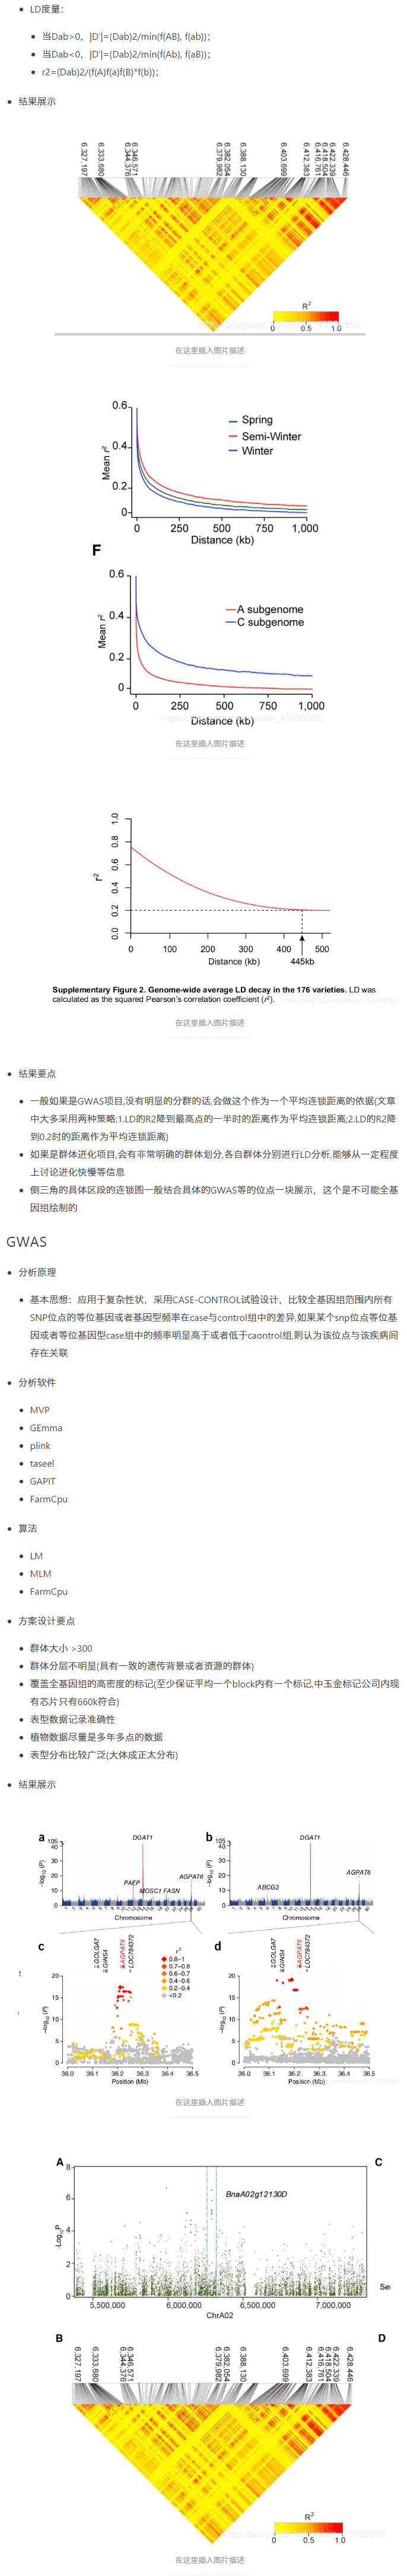 LD度量：
当Dab>0，|D'|=(Dab)2/min(f(Ab), f(ab))；
当Dab<0，|D'|=(Dab)2/min(f(Ab), f(aB))；
r2=(Dab)2/(f(A)f(a)f(B)*f(b))；
结果展示
6.327.197 6.333.680 6.344.376 6.346.571 6.379.982 6.382.054 6.388.130 6.403.699 6.412.383 6.416.761 6.418.504 6.422.339 6.428.446
R2
0 0.5 1.0
在这里插入图片描述
0.6
0.4
0.2
0
Mean r2
Spring
Semi-Winter
Winter
0 250 500 750 1,000
Distance (kb)
F
0.6
0.4
0.2
0
Mean r2
A subgenome
C subgenome
0 250 500 750 1,000
Distance (kb)
在这里插入图片描述
1.0
0.8
0.6
0.4
0.2
0.0
r2
0 100 200 300 400 500
Distance (kb) 445kb
Supplementary Figure 2. Genome-wide average LD decay in the 176 varieties. LD was
calculated as the squared Pearson's correlation coefficient (r2).
在这里插入图片描述
结果要点
一般如果是GWAS项目,没有明显的分群的话,会做这个作为一个平均连锁距离的依据(文章
中大多采用两种策略:1.LD的R2降到最高点的一半时的距离作为平均连锁距离;2.LD的R2降
到0.2时的距离作为平均连锁距离)
如果是群体进化项目,会有非常明确的群体划分,各自群体分别进行LD分析,能够从一定程度
上讨论进化快慢等信息
倒三角的具体区段的连锁图一般结合具体的GWAS等的位点一块展示，这个是不可能全基
因组绘制的
GWAS
分析原理
基本思想：应用于复杂性状，采用CASE-CONTROL试验设计，比较全基因组范围内所有
SNP位点的等位基因或者基因型频率在case与control组中的差异,如果某个snp位点等位基
因或者等位基因型case组中的频率明显高于或者低于caontrol组,则认为该位点与该疾病间
存在关联
分析软件
MVP
GEmma
plink
taseel
GAPIT
FarmCpu
算法
LM
MLM
FarmCpu
方案设计要点
群体大小 >300
群体分层不明显(具有一致的遗传背景或者资源的群体)
覆盖全基因组的高密度的标记(至少保证平均一个block内有一个标记,中玉金标记公司内现
有芯片只有660k符合)
表型数据记录准确性
植物数据尽量是多年多点的数据
表型分布比较广泛(大体成正太分布)
结果展示
a
DGAT1
105
40
30
20
10
0
-log10 (P)
PAEP
MOSC1 FASN
AGPAT6
Chromosome
b
DGAT1
40
30
20
10
0
ABCG2
AGPAT6
Chromosome
c
GOLGA7
GINS4
AGPAT6
LOC784372
r2
0.8–1
0.7–0.8
0.6–0.7
0.4–0.6
0.2–0.4
<0.2
20
15
10
5
0
-log10 (P)
36.0 36.1 36.2 36.3 36.4 36.5
Position (Mb)
d
GOLGA7
GINS4
AGPAT6
LOC784372
20
15
10
5
0
-log10 (P)
36.0 36.1 36.2 36.3 36.4 36.5
Position (Mb)
在这里插入图片描述
A
C
8
6
4
2
0
-Log10P
BnaA02g12130D
5,500,000 6,000,000 6,500,000 7,000,000
ChrA02
B
D
6.327.197 6.333.680 6.344.376 6.346.571 6.379.982 6.382.054 6.388.130 6.403.699 6.412.383 6.416.761 6.418.504 6.422.339 6.428.446
R2
0 0.5 1.0
在这里插入图片描述